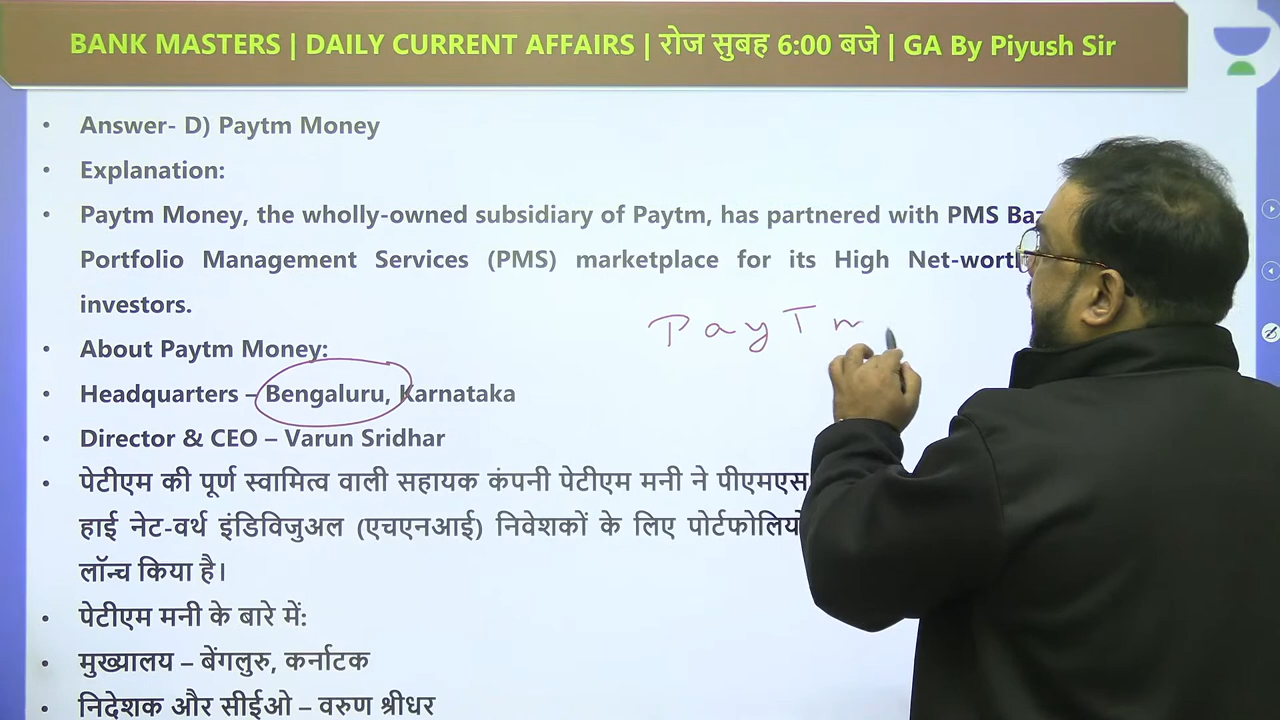 BANK MASTERS | DAILY CURRENT AFFAIRS | रोज सुबह 6:00 बजे | GA By Piyush Sir
• Answer- D) Paytm Money
• Explanation:
• Paytm Money, the wholly-owned subsidiary of Paytm, has partnered with PMS
Portfolio Management Services (PMS) marketplace for its High
investors.
PayTm
• About Paytm Money:
• Headquarters – Bengaluru, Karnataka
• Director & CEO – Varun Sridhar
• पेटीएम की पूर्ण स्वामित्व वाली सहायक कंपनी पेटीएम मनी ने पीएमएस
हाई नेट-वर्थ इंडिविजुअल (एचएनआई) निवेशकों के लिए
लॉन्च किया है।
• पेटीएम मनी के बारे में:
• मुख्यालय – बेंगलुरु, कर्नाटक
• निदेशक और सीईओ – वरुण श्रीधर